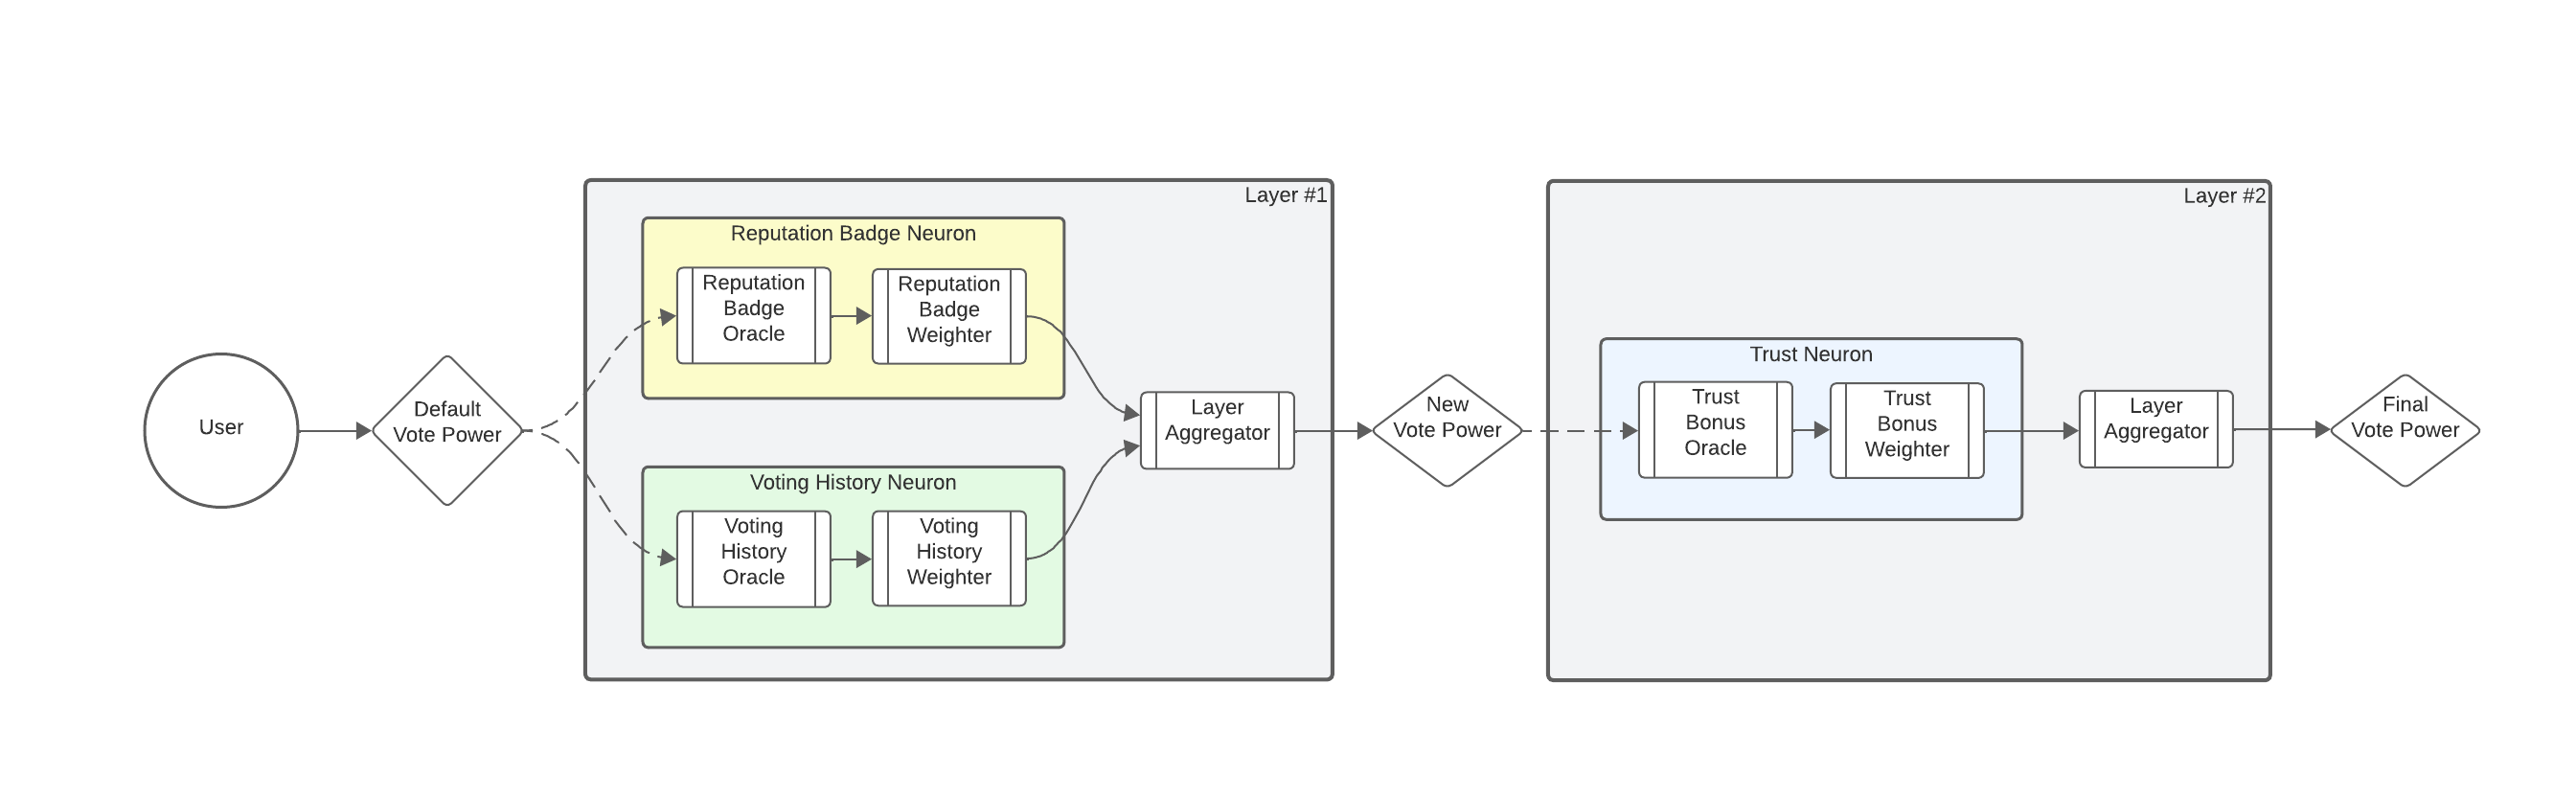 User
Default
Vote Power
Layer #1
Reputation Badge Neuron
Reputation
Badge
Oracle
Reputation
Badge
Weighter
Voting History Neuron
Voting
History
Oracle
Voting
History
Weighter
Layer
Aggregator
New
Vote Power
Layer #2
Trust Neuron
Trust
Bonus
Oracle
Trust
Bonus
Weighter
Layer
Aggregator
Final
Vote Power